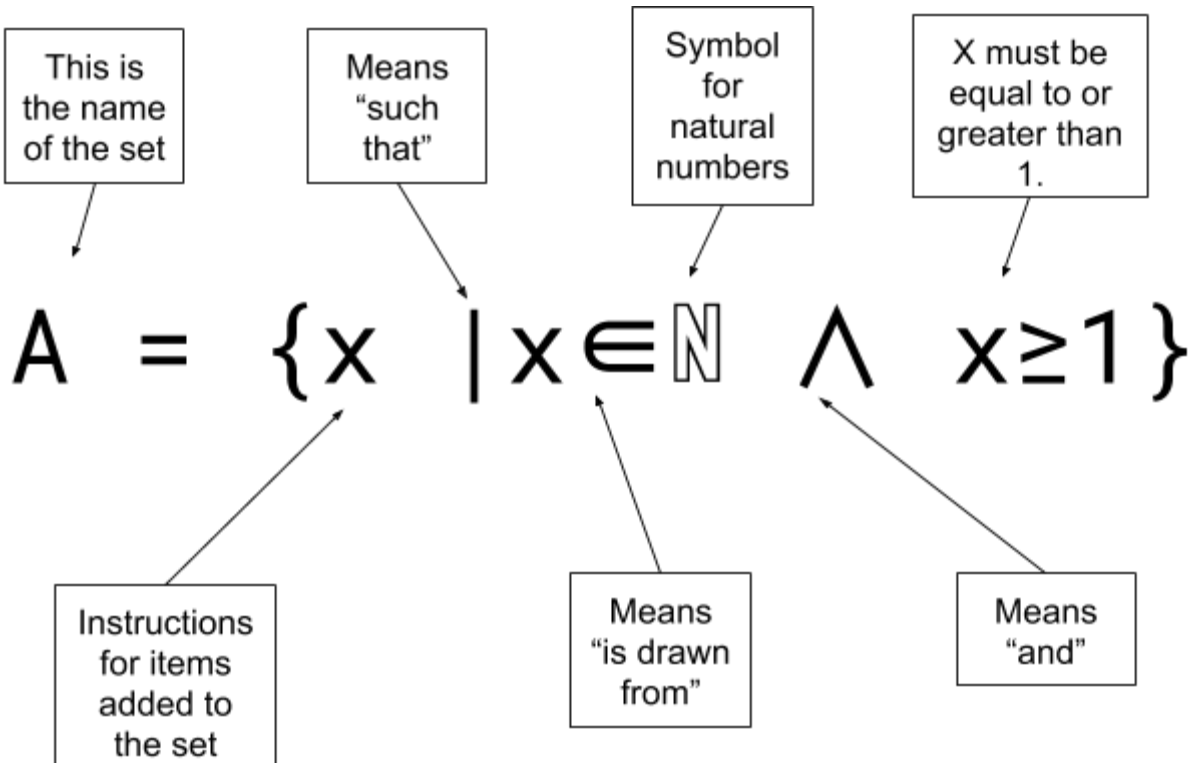 This is
the name
of the set
Means
“such
that”
Symbol
for
natural
numbers
X must be
equal to or
greater than
1.
A = {x |x∈ℕ ∧ x≥1}
Instructions
for items
added to
the set
Means
“is drawn
from”
Means
“and”